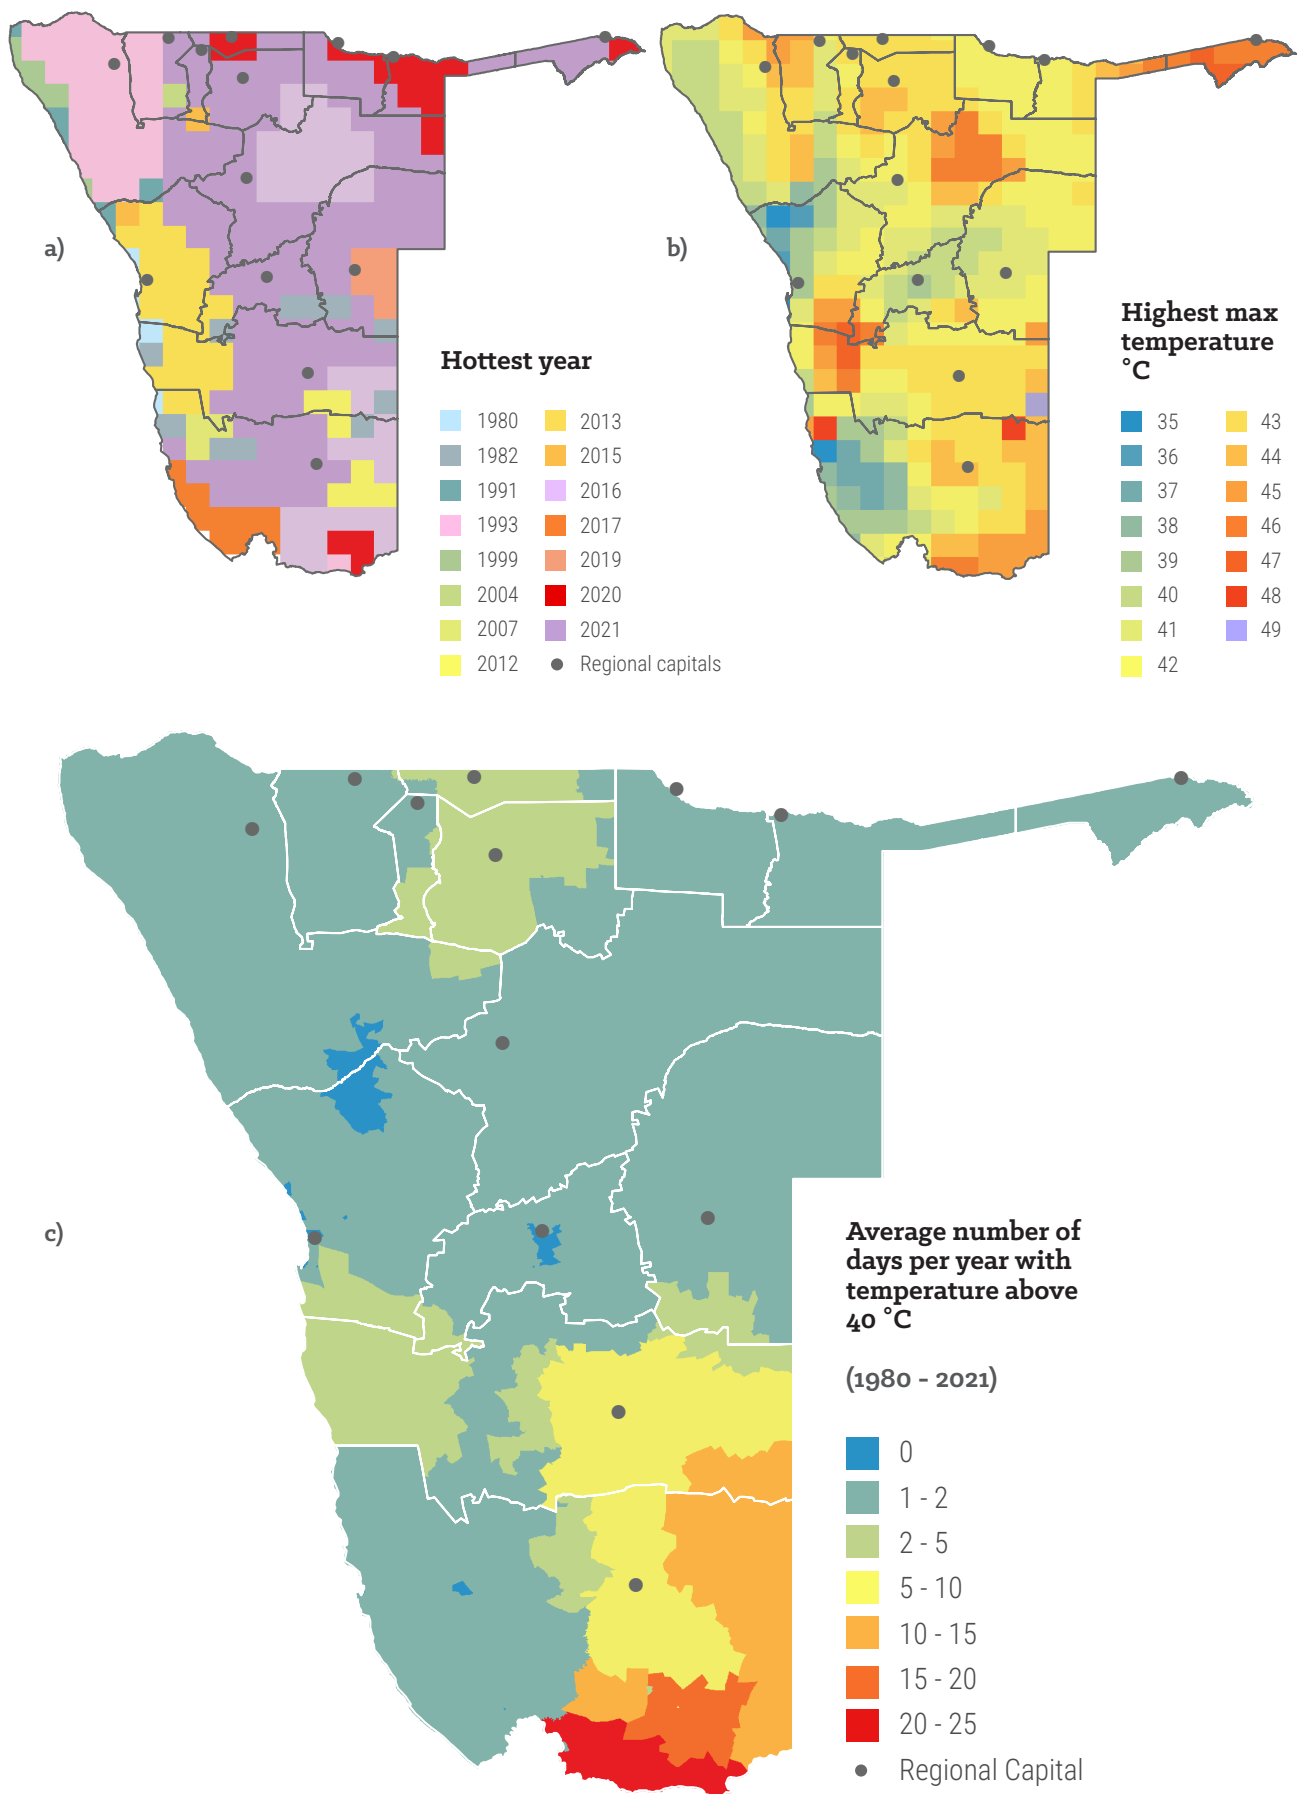 a)
Hottest year
1980
1982
1991
1993
1999
2004
2007
2012
2013
2015
2016
2017
2019
2020
2021
Regional capitals
b)
Highest max
temperature
˚C
35
36
37
38
39
40
41
42
43
44
45
46
47
48
49
c)
Average number of
days per year with
temperature above
40 ˚C
(1980 - 2021)
0
1 - 2
2 - 5
5 - 10
10 - 15
15 - 20
20 - 25
Regional Capital